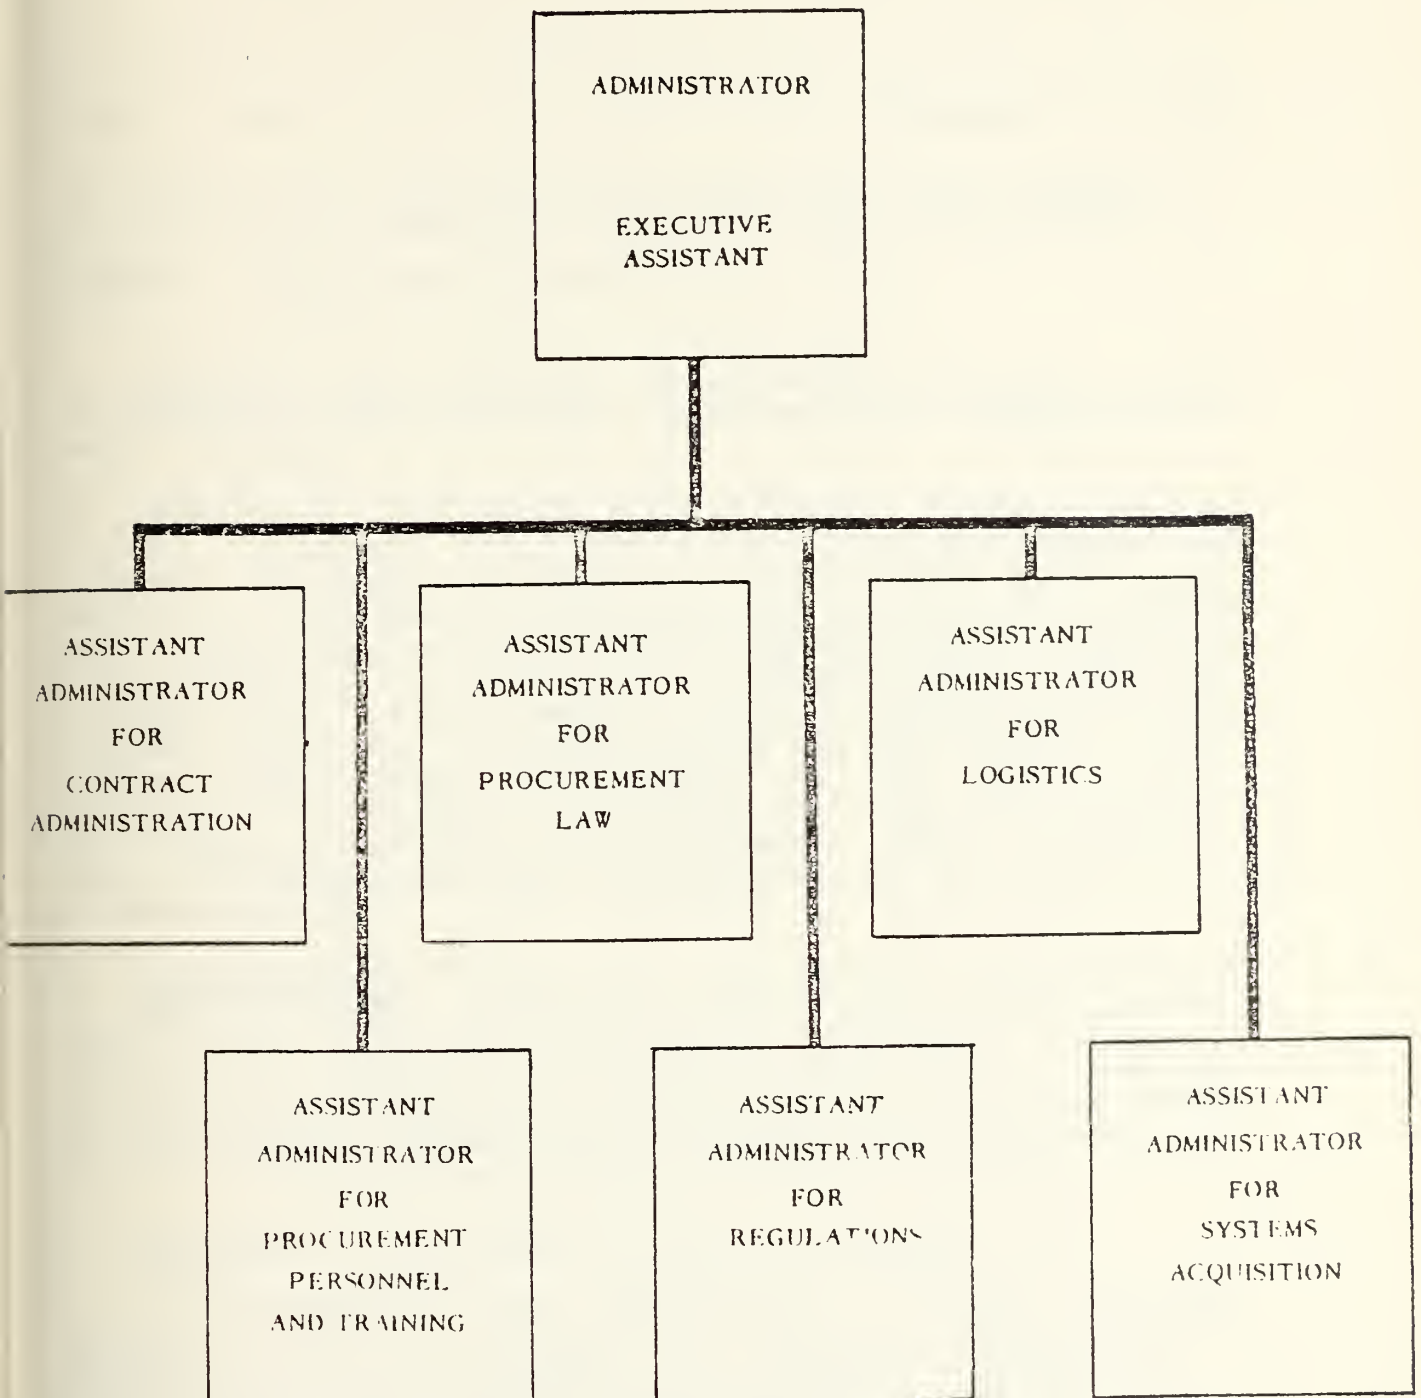 ADMINISTRATOR
EXECUTIVE
ASSISTANT
ASSISTANT
ADMINISTRATOR
FOR
CONTRACT
ADMINISTRATION
ASSISTANT
ADMINISTRATOR
FOR
PROCUREMENT
LAW
ASSISTANT
ADMINISTRATOR
FOR
LOGISTICS
ASSISTANT
ADMINISTRATOR
FOR
PROCUREMENT
PERSONNEL
AND TRAINING
ASSISTANT
ADMINISTRATOR
FOR
REGULATIONS
ASSISTANT
ADMINISTRATOR
FOR
SYSTEMS
ACQUISITION